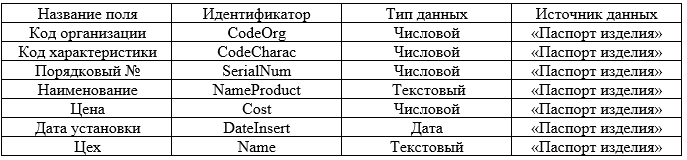 Название поля Идентификатор Тип данных Источник данных
Код организации CodeOrg Числовой «Паспорт изделия»
Код характеристики CodeCharac Числовой «Паспорт изделия»
Порядковый № SerialNum Числовой «Паспорт изделия»
Наименование NameProduct Текстовый «Паспорт изделия»
Цена Cost Числовой «Паспорт изделия»
Дата установки DateInsert Дата «Паспорт изделия»
Цех Name Текстовый «Паспорт изделия»